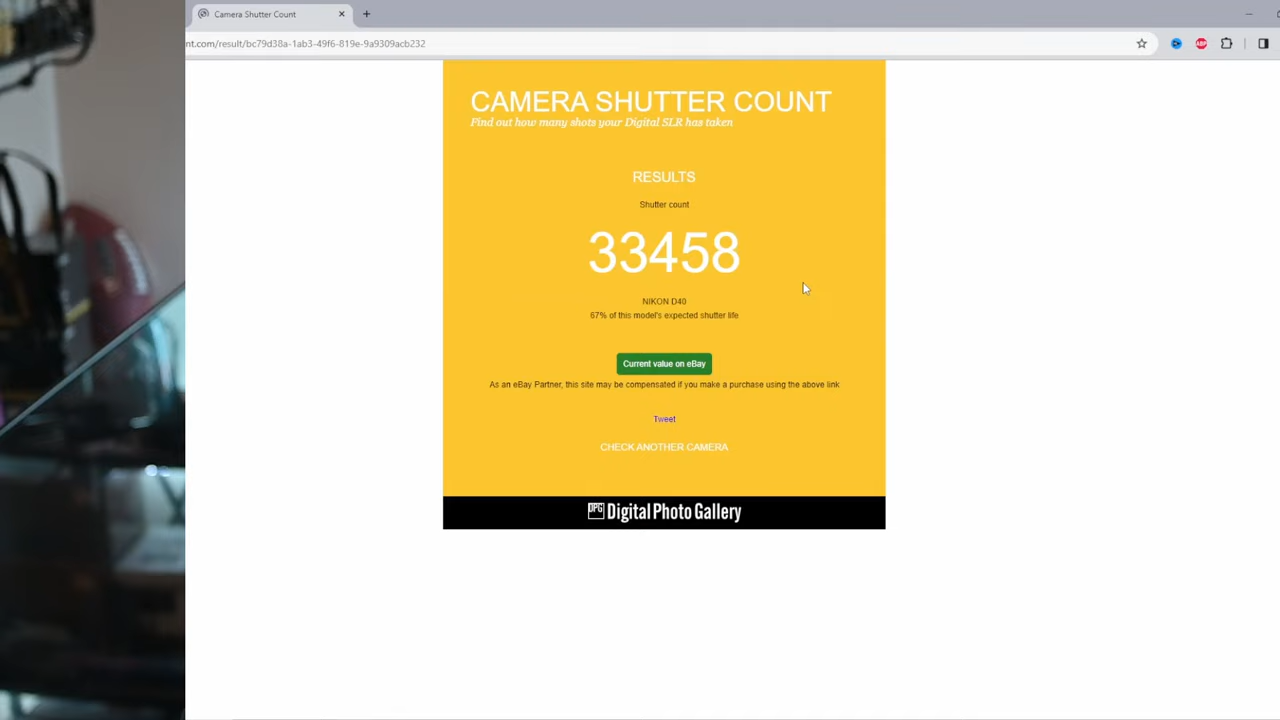 Camera Shutter Count
nt.com/result/bc79d38a-1ab3-49f6-819e-9a9309acb232
ABP
CAMERA SHUTTER COUNT
Find out how many shots your Digital SLR has taken
RESULTS
Shutter count
33458
NIKON D40
67% of this model's expected shutter life
Current value on eBay
As an eBay Partner, this site may be compensated if you make a purchase using the above link
Tweet
CHECK ANOTHER CAMERA
DPG Digital Photo Gallery